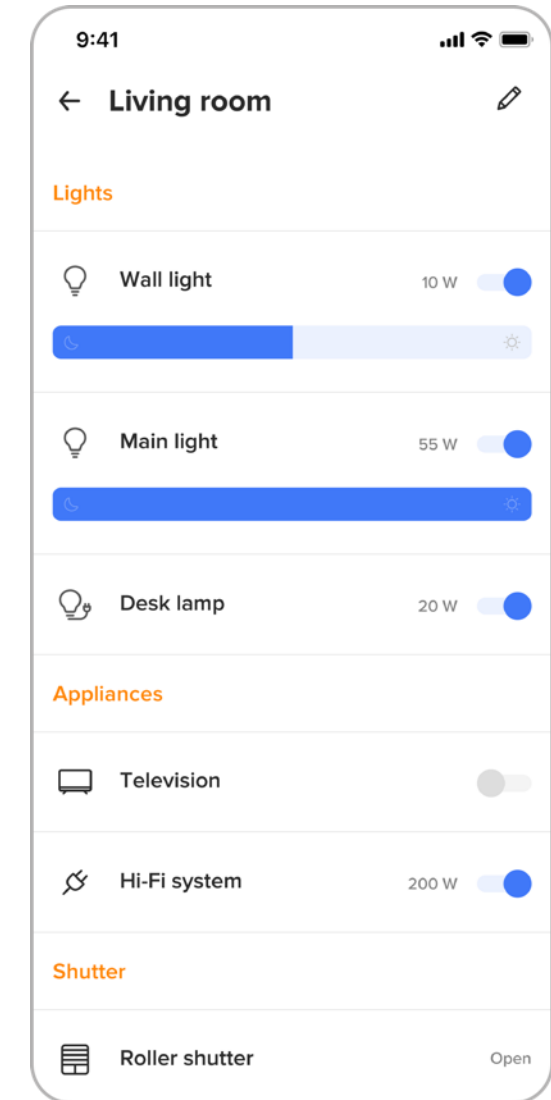 9:41
Living room
Lights
Wall light 10 W
Main light 55 W
Desk lamp 20 W
Appliances
Television
Hi-Fi system 200 W
Shutter
Roller shutter Open